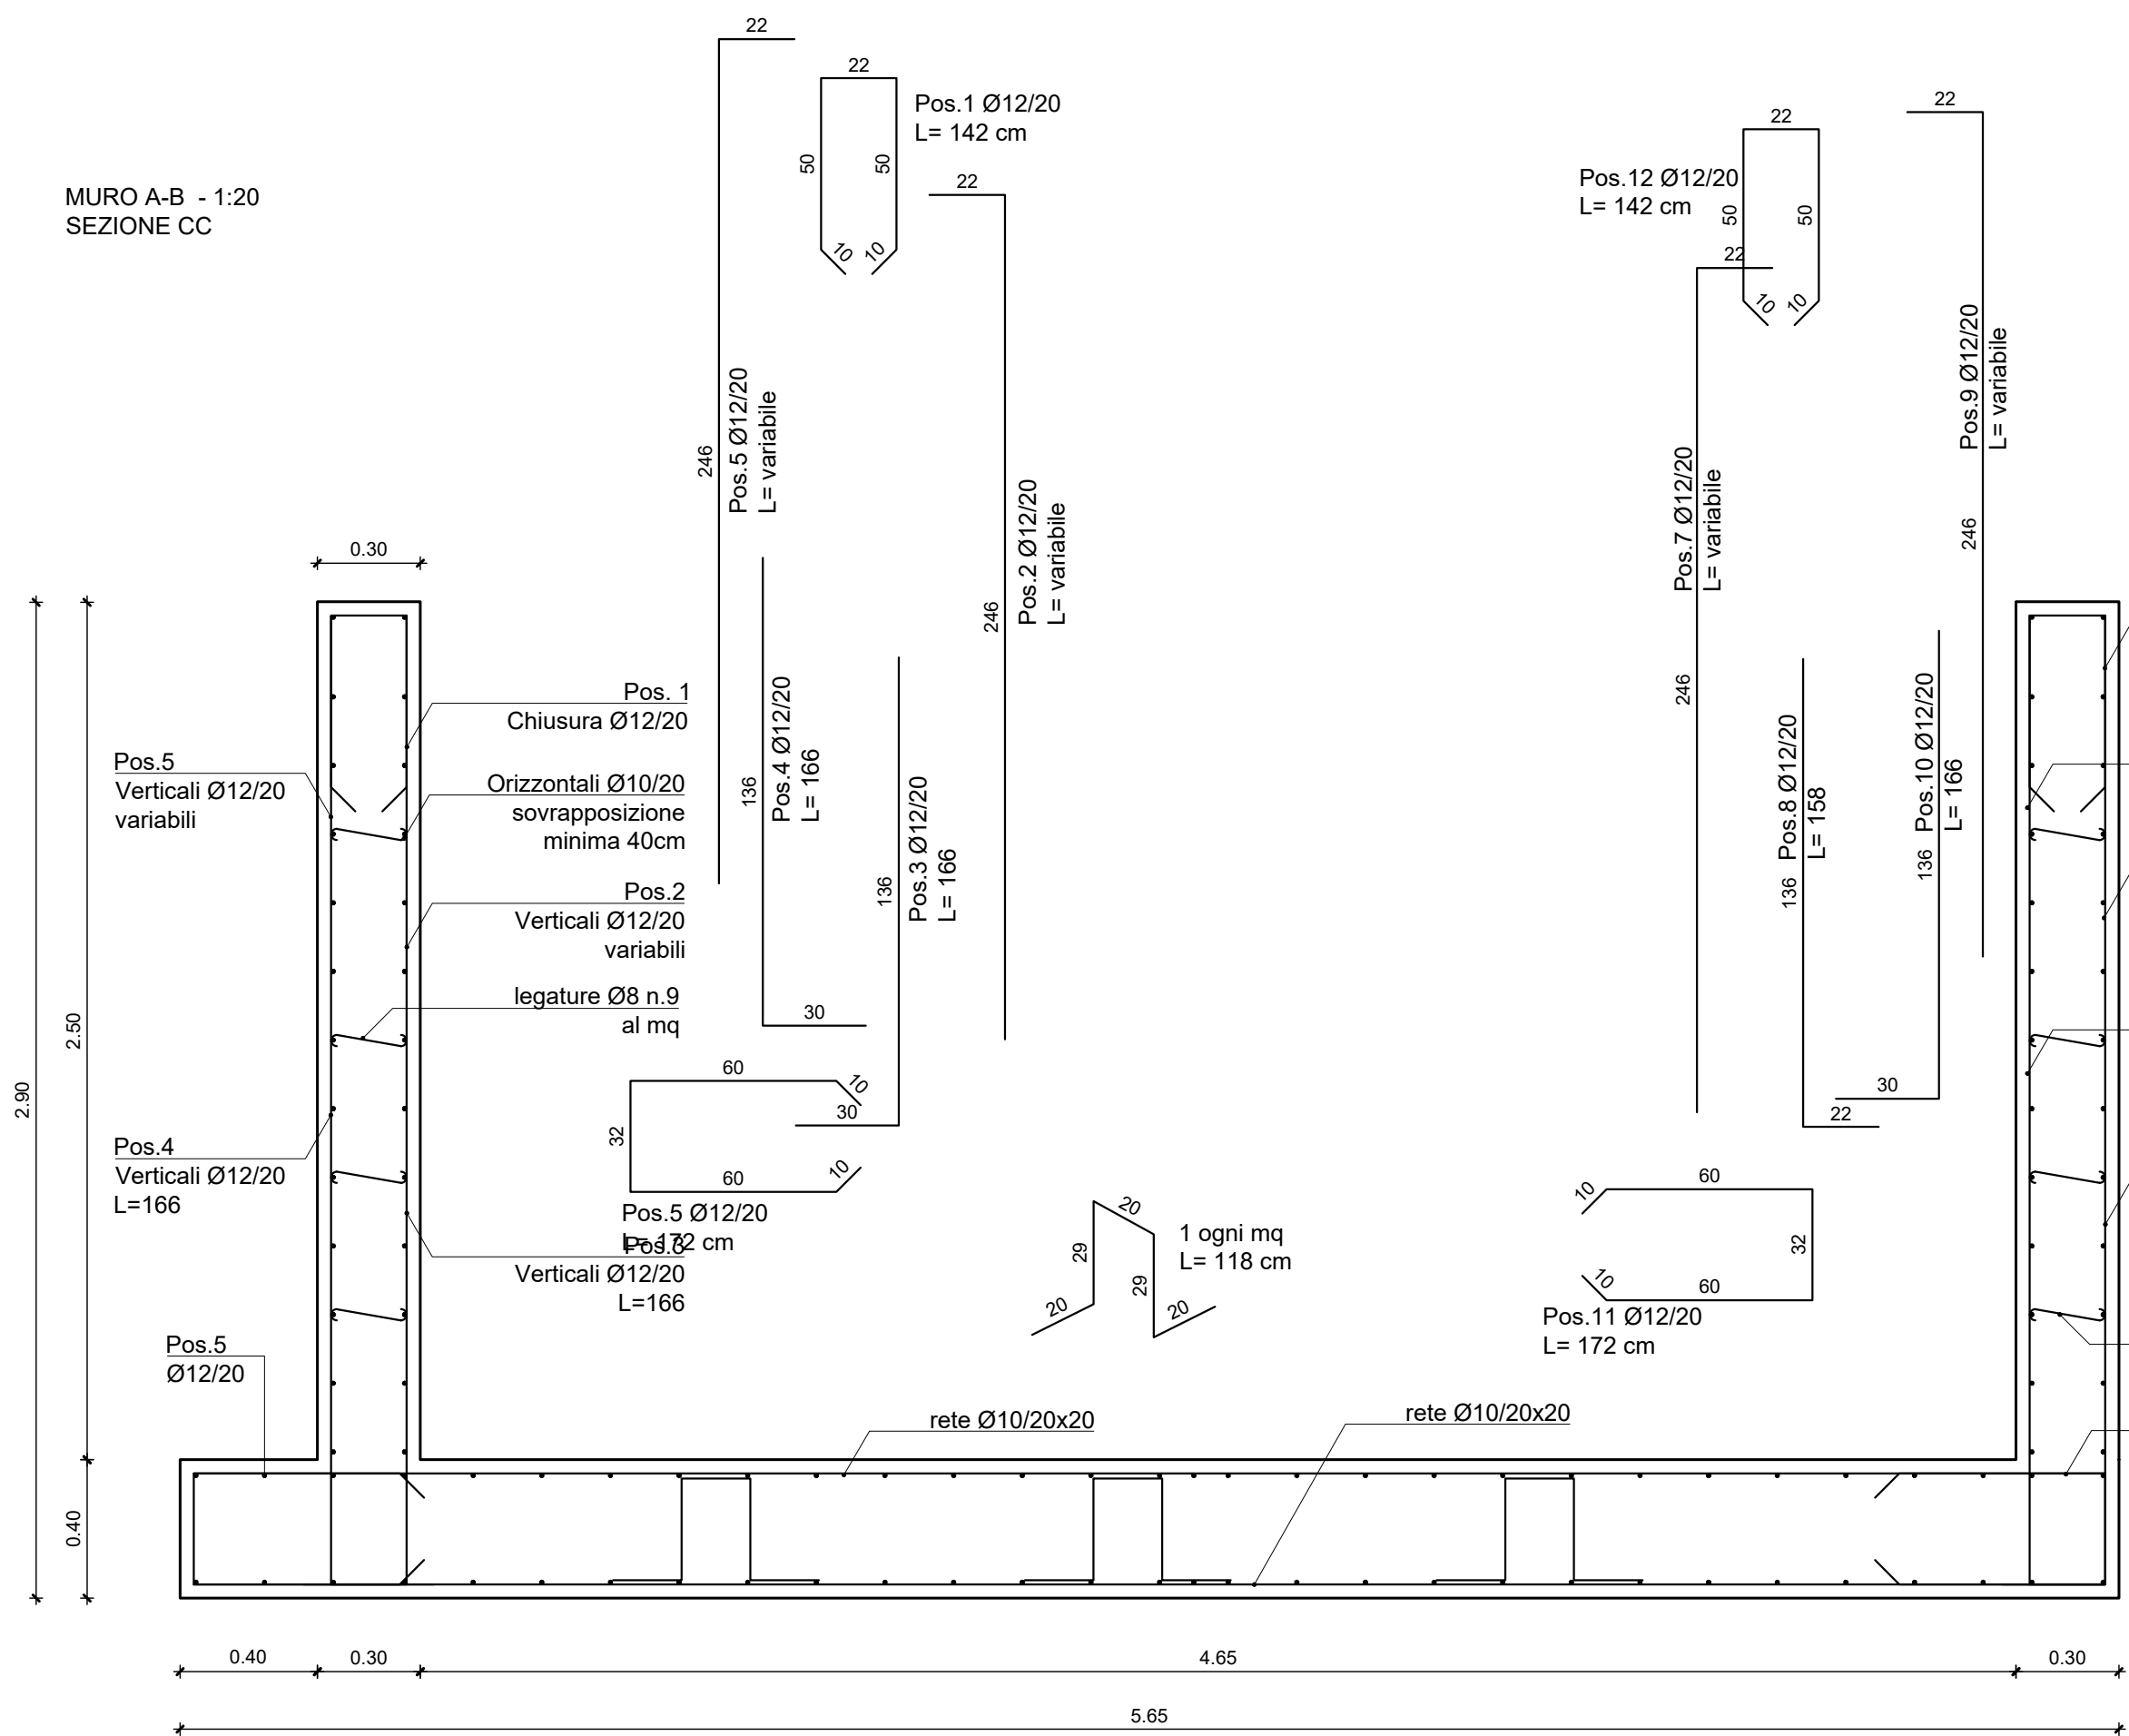 22
22
Pos.1 Ø12/20
L= 142 cm
50
50
10
10
22
MURO A-B  - 1:20
SEZIONE CC
22
22
Pos.12 Ø12/20
L= 142 cm
50
50
22
10
10
246
Pos.5 Ø12/20
L= variabile
246
Pos.2 Ø12/20
L= variabile
246
Pos.7 Ø12/20
L= variabile
Pos.9 Ø12/20
L= variabile
246
0.30
2.90
2.50
0.40
Pos. 1
Chiusura Ø12/20
Pos.5
Verticali Ø12/20
variabili
Orizzontali Ø10/20
sovrapposizione
minima 40cm
Pos.2
Verticali Ø12/20
variabili
legature Ø8 n.9
al mq
136
Pos.4 Ø12/20
L= 166
30
136
Pos.3 Ø12/20
L= 166
30
136
Pos.8 Ø12/20
L= 158
22
136
Pos.10 Ø12/20
L= 166
30
60
10
32
60
10
Pos.5 Ø12/20
L= 172 cm
Pos.4
Verticali Ø12/20
L=166
Pos.3
Verticali Ø12/20
L=166
20
29
29
20
20
1 ogni mq
L= 118 cm
60
10
32
10
60
Pos.11 Ø12/20
L= 172 cm
Pos.5
Ø12/20
rete Ø10/20x20
rete Ø10/20x20
0.40
0.30
4.65
0.30
5.65